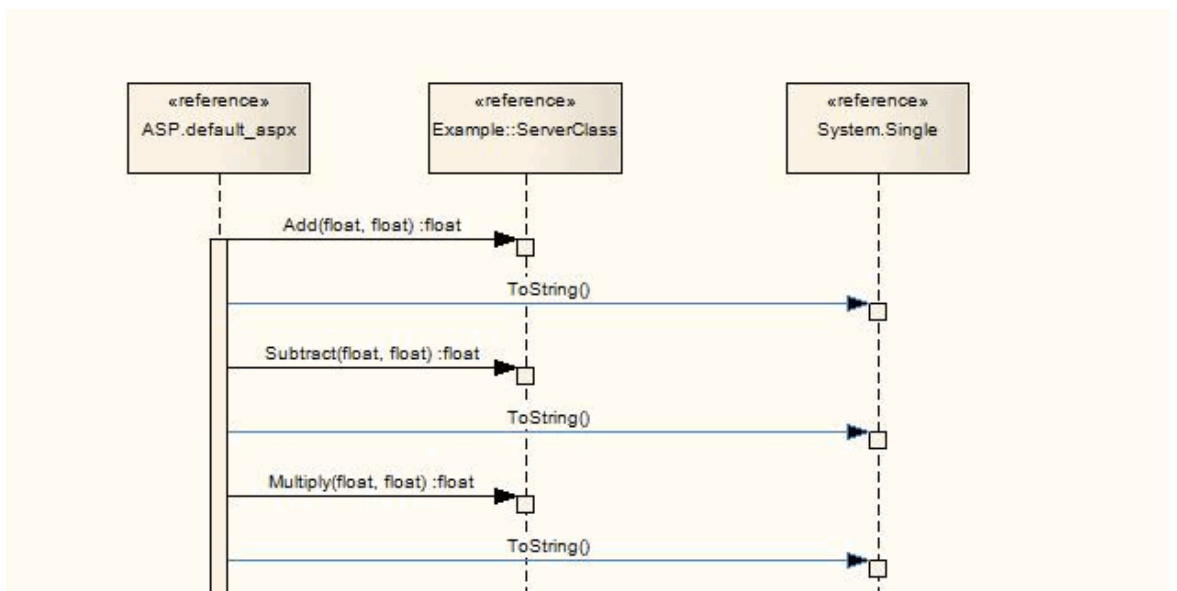 «reference»
ASP.default_aspx
«reference»
Example::ServerClass
«reference»
System.Single
Add(float, float) :float
ToString()
Subtract(float, float) :float
ToString()
Multiply(float, float) :float
ToString()